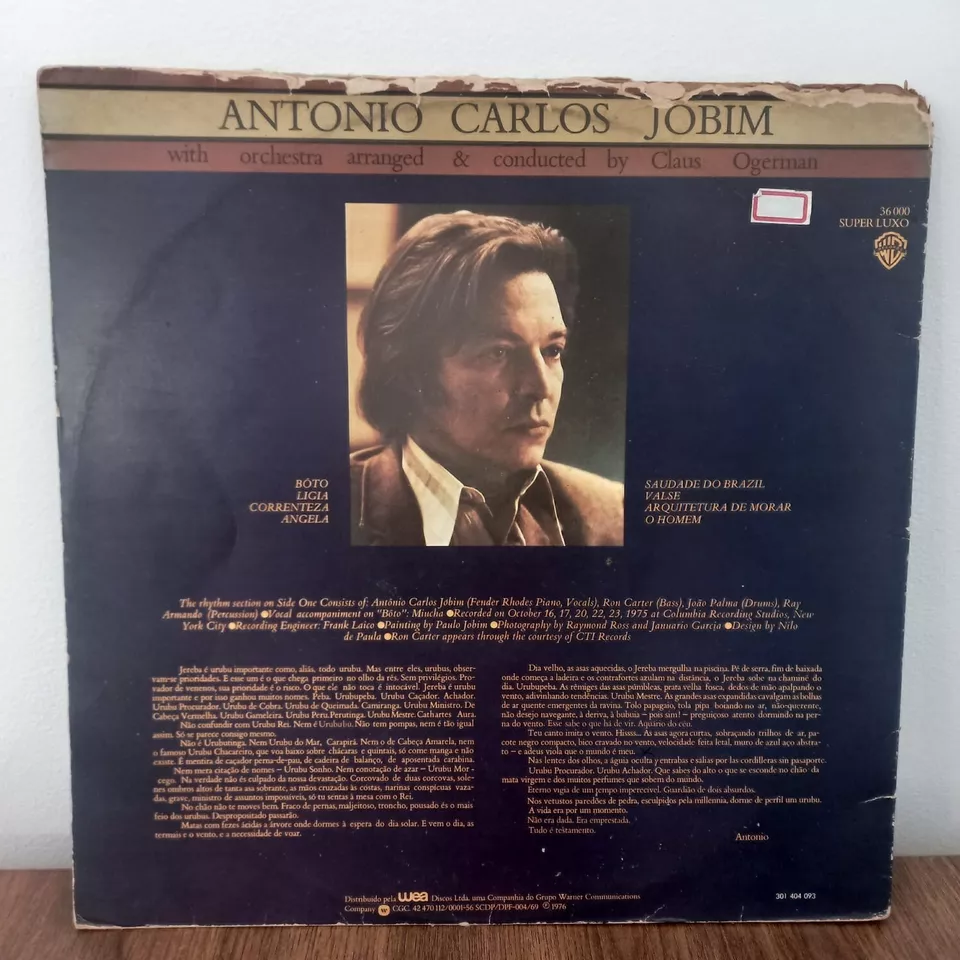 ANTONIO CARLOS JOBIM
with orchestra arranged & conducted by Claus Ogerman
36 000
SUPER LUXO
BÔTO
LIGIA
CORRENTEZA
ANGELA
SAUDADE DO BRAZIL
VALSE
ARQUITETURA DE MORAR
O HOMEM
The rhythm section on Side One Consists of: Antônio Carlos Jobim (Fender Rhodes Piano, Vocals), Ron Carter (Bass), João Palma (Drums), Ray
Armando (Percussion) ●Vocal accompaniment on "Bôto": Miucha ●Recorded on October 16, 17, 20, 22, 23, 1975 at Columbia Recording Studios, New
York City ●Recording Engineer: Frank Laico ●Painting by Paulo Jobim ●Photography by Raymond Ross and Januario Garcia ●Design by Nilo
de Paula ●Ron Carter appears through the courtesy of CTI Records
Jereba é urubu importante como, aliás, todo urubu. Mas entre eles, urubus, obser-
vam-se prioridades. E esse um é o que chega primeiro no olho da rês. Sem privilégios. Pro-
vador de venenos, sua prioridade é o risco. O que ele não toca é intocável. Jereba é urubu
importante e por isso ganhou muitos nomes. Peba. Urubupeba. Urubu Caçador. Achador.
Urubu Procurador. Urubu de Cobra. Urubu de Queimada. Camiranga. Urubu Ministro. De
Cabeça Vermelha. Urubu Gameleira. Urubu Peru.Perutinga. Urubu Mestre.Cathartes Aura.
Não confundir com Urubu Rei. Nem é Urubulu. Não tem pompas, nem é tão igual
assim. Só se parece consigo mesmo.
Não é Urubutinga. Nem Urubu do Mar, Carapirá. Nem o de Cabeça Amarela, nem
o famoso Urubu Chacareiro, que voa baixo sobre chácaras e quintais, só come manga e não
existe. É mentira de caçador perna-de-pau, de cadeira de balanço, de aposentada carabina.
Nem mera citação de nomes – Urubu Sonho. Nem conotação de azar – Urubu Mor -
cego. Na verdade não és culpado da nossa devastação. Corcovado de duas corcovas, sole-
nes ombros altos de tanta asa sobrante, as mãos cruzadas às costas, narinas conspícuas vaza-
das, grave, ministro de assuntos impossíveis, só tu sentas à mesa com o Rei.
No chão não te moves bem. Fraco de pernas, maljeitoso, troncho, pousado és o mais
feio dos urubus. Despropositado passarão.
Matas com fezes ácidas a árvore onde dormes à espera do dia solar. E vem o dia, as
termais e o vento, e a necessidade de voar.
Dia velho, as asas aquecidas, o Jereba mergulha na piscina. Pé de serra, fim de baixada
onde começa a ladeira e os contrafortes azulam na distância, o Jereba sobe na chaminé do
dia. Urubupeba. As rêmiges das asas púmbleas, prata velha fosca, dedos de mão apalpando o
vento, adivinhando tendências. Urubu Mestre. As grandes asas expandidas cavalgam as bolhas
de ar quente emergentes da ravina. Tolo papagaio, tola pipa boiando no ar, não-querente,
não desejo navegante, à deriva, à bubuia – pois sim! – preguiçoso atento dormindo na per-
na do vento. Esse sabe o que há de vir. Aquário do céu.
Teu canto imita o vento. Hisss... As asas agora curtas, sobraçando trilhos de ar, pa-
cote negro compacto, bico cravado no vento, velocidade feita letal, muro de azul aço abstra-
to – e adeus viola que o mundo é meu.
Nas lentes dos olhos, a águia oculta y entrabas e salias por las cordilleras sin pasaporte.
Urubu Procurador. Urubu Achador. Que sabes do alto o que se esconde no chão da
mata virgem e dos muitos perfumes que sobem do mundo.
Eterno vigia de um tempo imperecível. Guardião de dois absurdos.
Nos vetustos paredões de pedra, esculpidos pela millennia, dorme de perfil um urubu.
A vida era por um momento.
Não era dada. Era emprestada.
Tudo é testamento.
Antonio
Distribuido pela wea Discos Ltda. uma Companhia do Grupo Warner Communications
Company CGC. 42 470 112/0001-56 SCDP/DPF-004/69 ℗ 1976
301 404 093